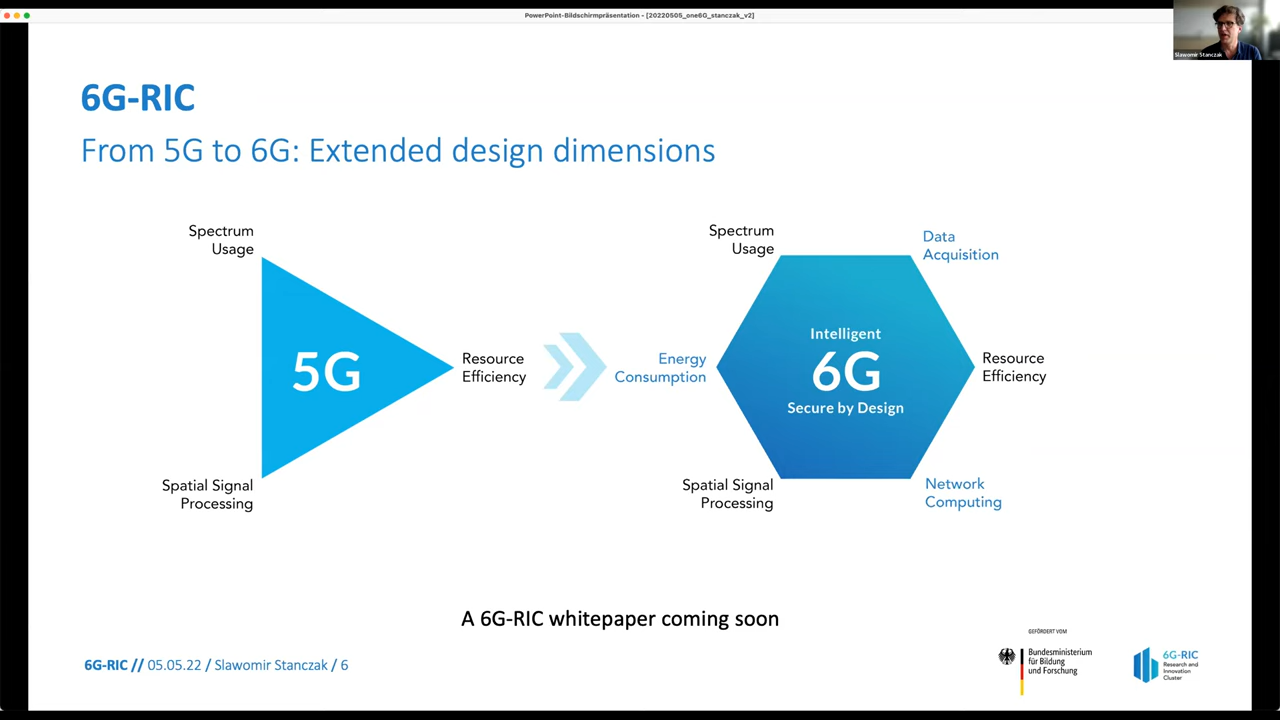 PowerPoint-Bildschirmpräsentation - [20220505_one6G_stanczak_v2]
Slawomir Stanczak
6G-RIC
From 5G to 6G: Extended design dimensions
Spectrum
Usage
5G
Resource
Efficiency
Spatial Signal
Processing
Spectrum
Usage
Data
Acquisition
Energy
Consumption
Intelligent
6G
Secure by Design
Resource
Efficiency
Spatial Signal
Processing
Network
Computing
A 6G-RIC whitepaper coming soon
6G-RIC // 05.05.22 / Slawomir Stanczak / 6
GEFÖRDERT VOM
Bundesministerium
für Bildung
und Forschung
6G-RIC
Research and
Innovation
Cluster